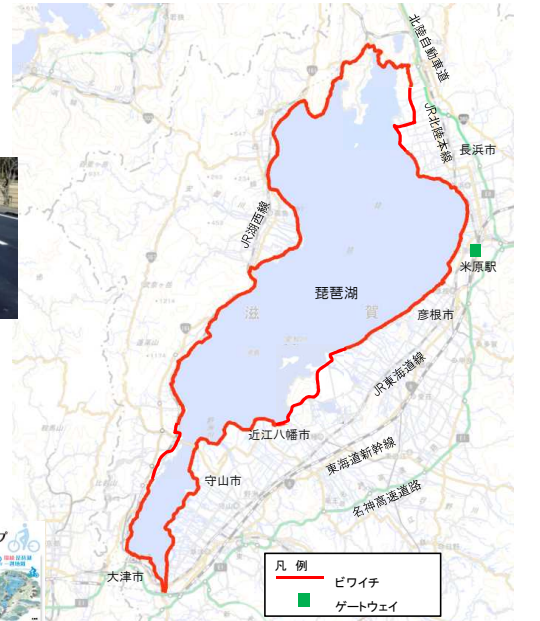 北陸自動車道
JR北陸本線
長浜市
JR湖西線
米原駅
琵琶湖
滋
賀
彦根市
JR東海道線
近江八幡市
東海道新幹線
守山市
名神高速道路
大津市
凡 例
ビワイチ
ゲートウェイ
プ